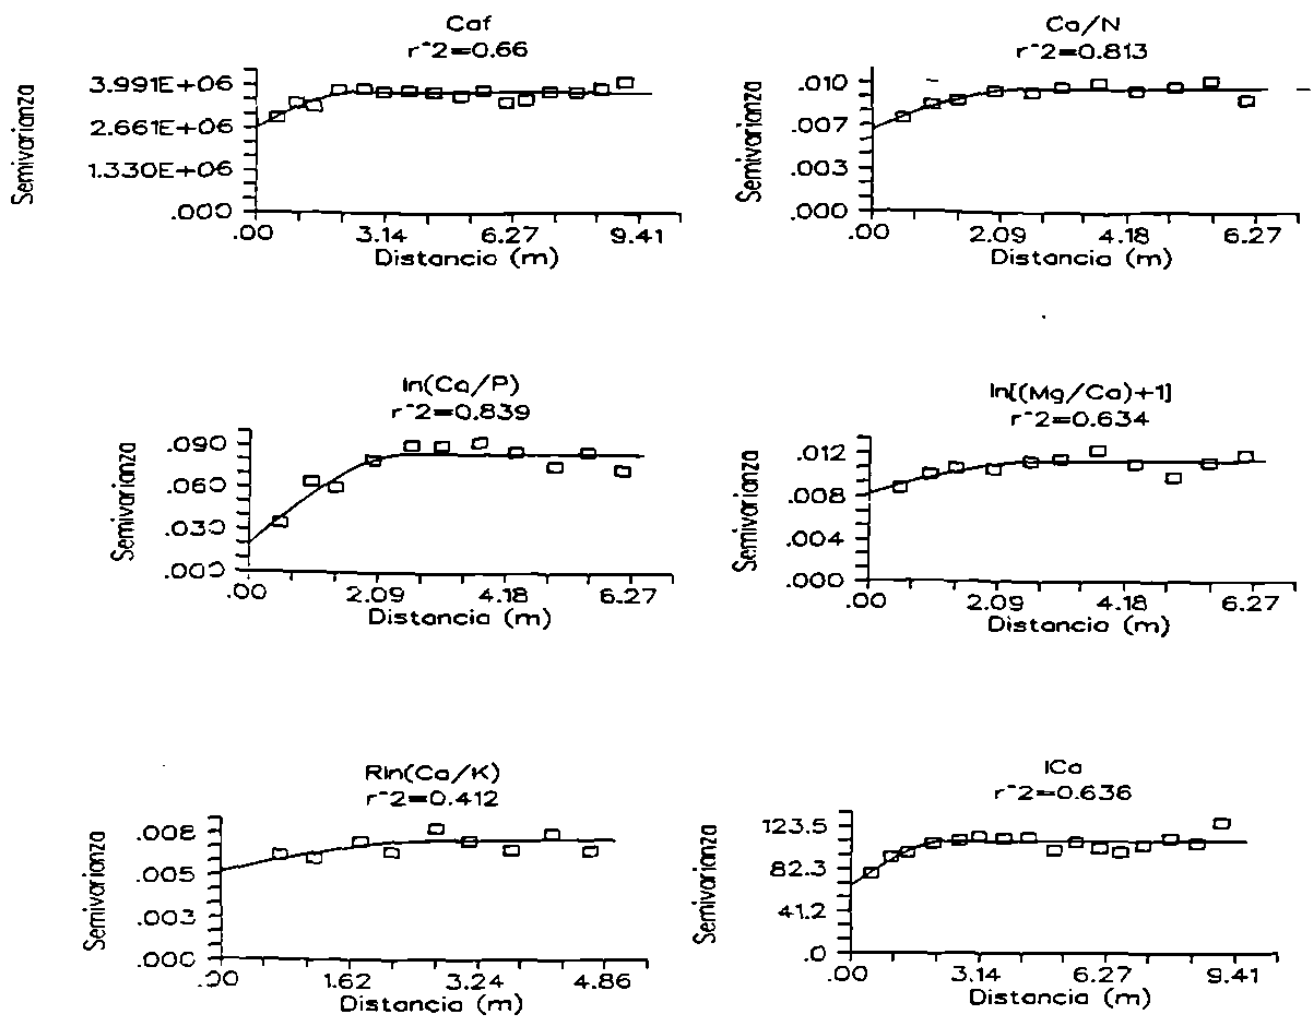 Caf
r^2=0.66
Semivarianza
3.991E+06
2.661E+06
1.330E+06
.000
.00 3.14 6.27 9.41
Distancia (m)
Ca/N
r^2=0.813
Semivarianza
.010
.007
.003
.000
.00 2.09 4.18 6.27
Distancia (m)
ln(Ca/P)
r^2=0.839
Semivarianza
.090
.060
.030
.000
.00 2.09 4.18 6.27
Distancia (m)
ln[(Mg/Ca)+1]
r^2=0.634
Semivarianza
.012
.008
.004
.000
.00 2.09 4.18 6.27
Distancia (m)
Rln(Ca/K)
r^2=0.412
Semivarianza
.008
.005
.003
.000
.00 1.62 3.24 4.86
Distancia (m)
ICa
r^2=0.636
Semivarianza
123.5
82.3
41.2
.0
.00 3.14 6.27 9.41
Distancia (m)